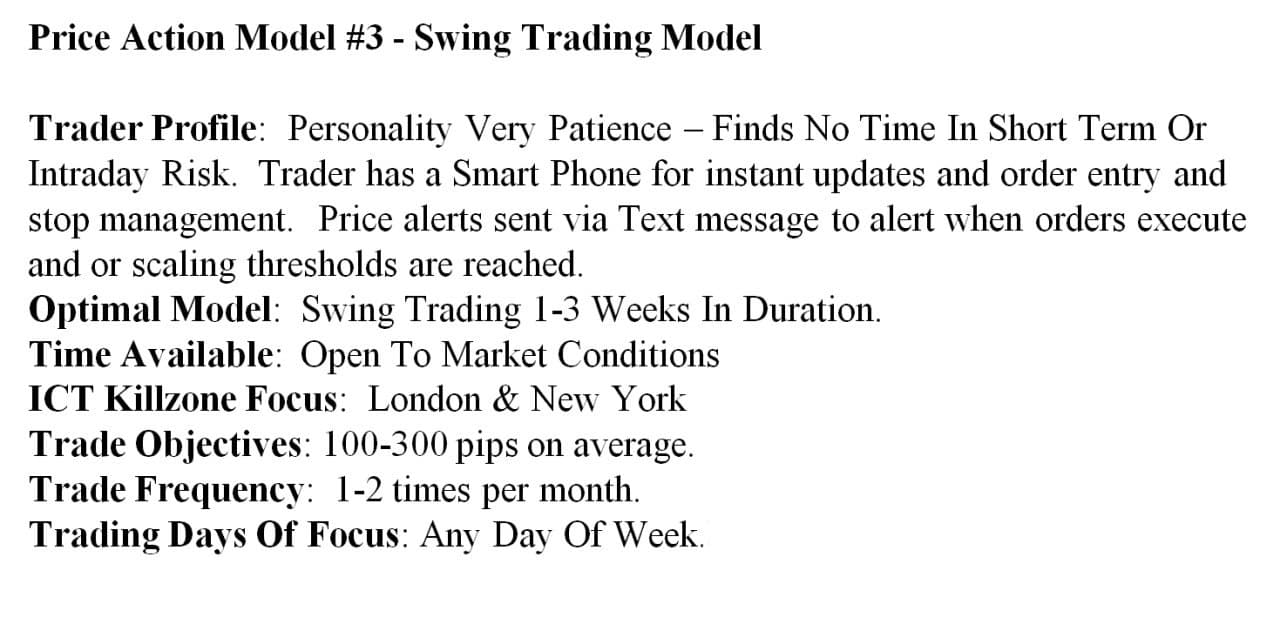 Price Action Model #3 - Swing Trading Model
Trader Profile:  Personality Very Patience – Finds No Time In Short Term Or
Intraday Risk.  Trader has a Smart Phone for instant updates and order entry and
stop management.  Price alerts sent via Text message to alert when orders execute
and or scaling thresholds are reached.
Optimal Model:  Swing Trading 1-3 Weeks In Duration.
Time Available:  Open To Market Conditions
ICT Killzone Focus:  London & New York
Trade Objectives: 100-300 pips on average.
Trade Frequency:  1-2 times per month.
Trading Days Of Focus: Any Day Of Week.